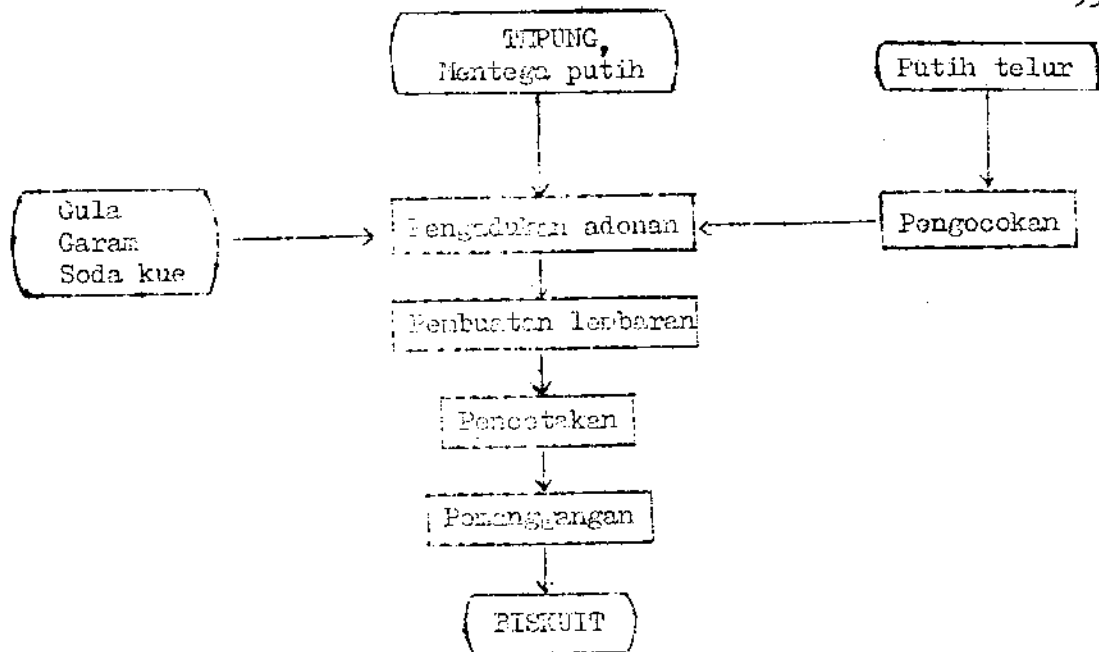 TEPUNG,
Mentega putih
Putih telur
Gula
Garam
Soda kue
Pengadukan adonan
Pengocokan
Pembuatan lembaran
Pencetakan
Pemanggangan
BISKUIT